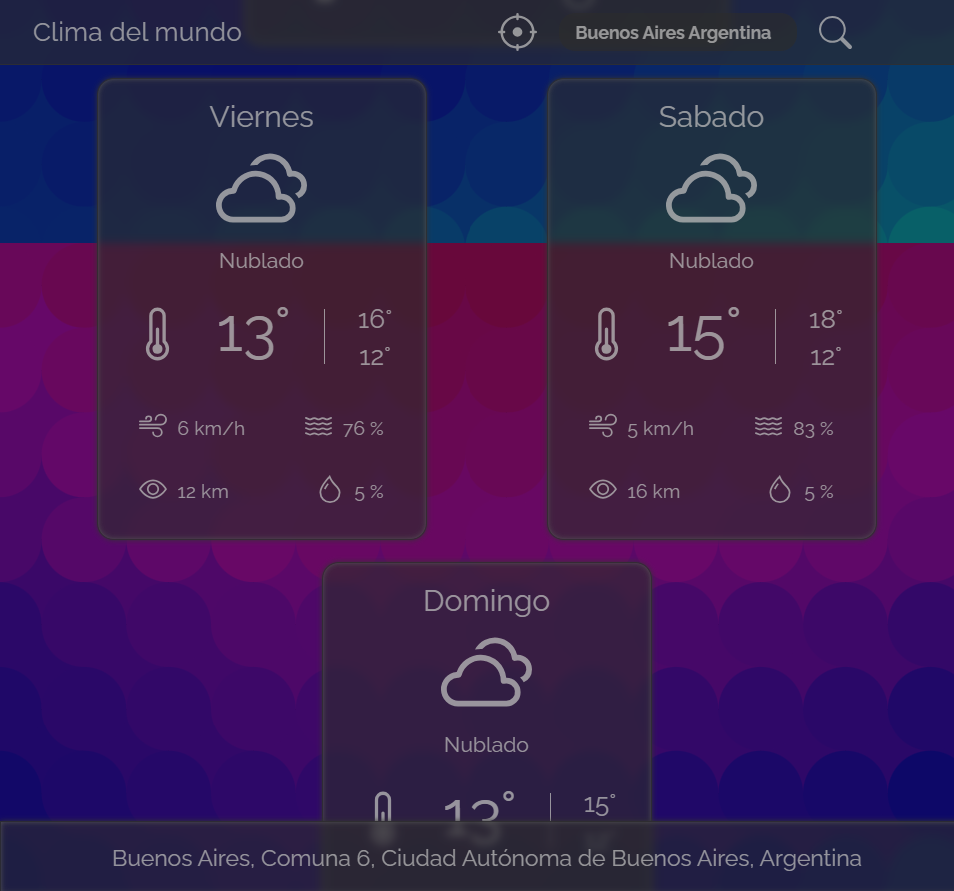 Clima del mundo
Buenos Aires Argentina
Viernes
Nublado
13°
16°
12°
6 km/h
76 %
12 km
5 %
Sabado
Nublado
15°
18°
12°
5 km/h
83 %
16 km
5 %
Domingo
Nublado
13°
15°
Buenos Aires, Comuna 6, Ciudad Autónoma de Buenos Aires, Argentina